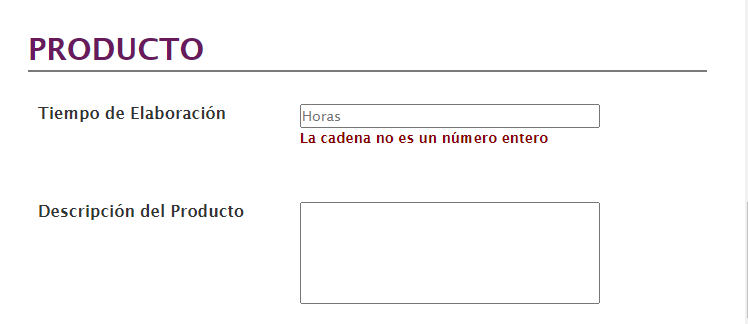 PRODUCTO
Tiempo de Elaboración
Horas
La cadena no es un número entero
Descripción del Producto